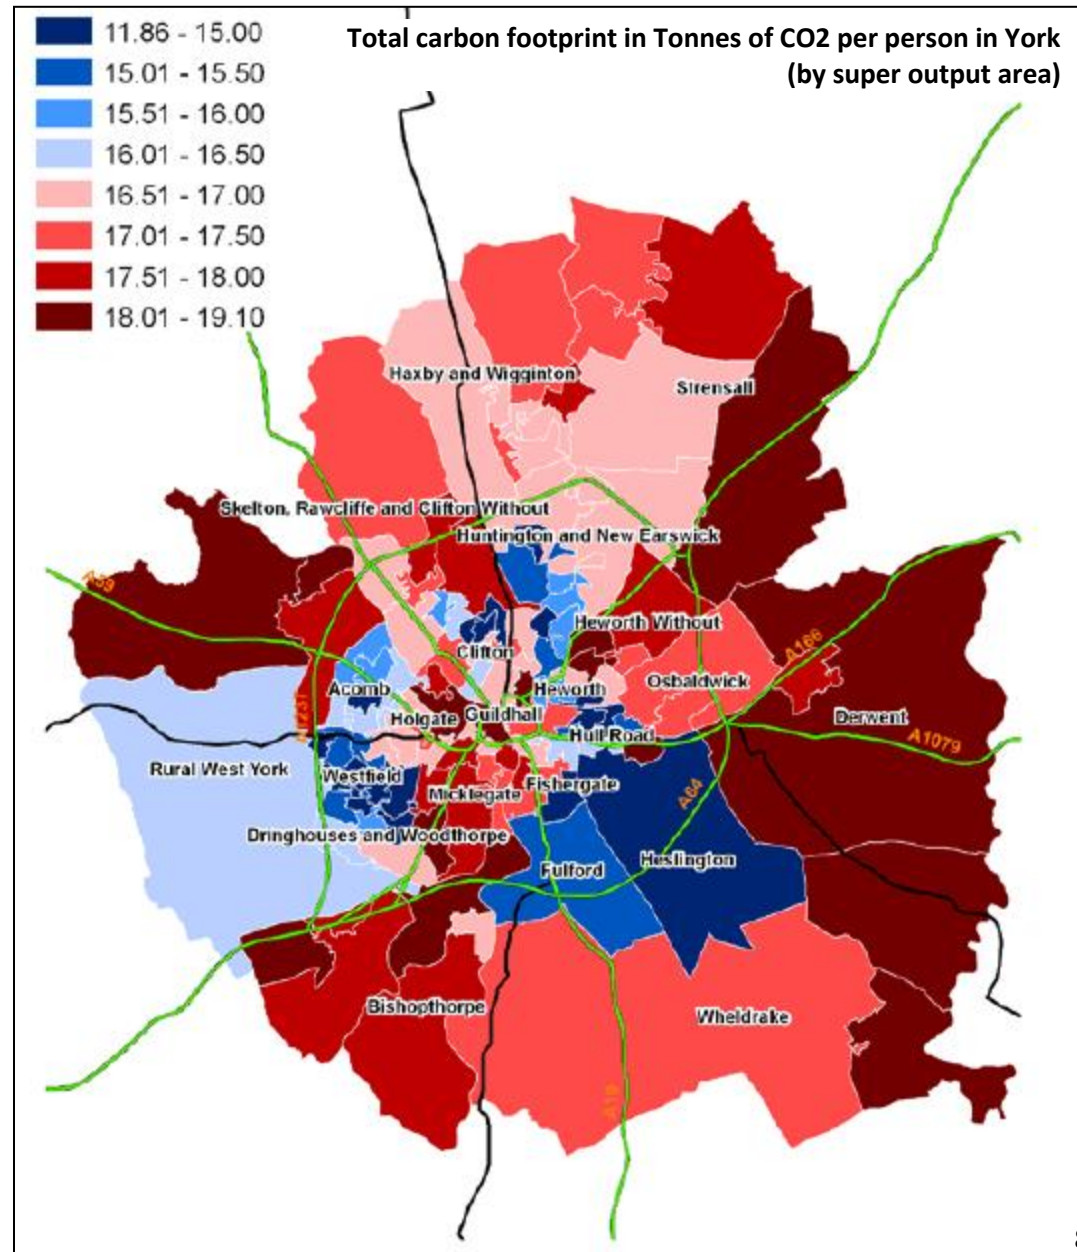 Total carbon footprint in Tonnes of CO2 per person in York
(by super output area)
11.86 - 15.00
15.01 - 15.50
15.51 - 16.00
16.01 - 16.50
16.51 - 17.00
17.01 - 17.50
17.51 - 18.00
18.01 - 19.10
Haxby and Wigginton
Strensall
Skelton, Rawcliffe and Clifton Without
Huntington and New Earswick
A59
Heworth Without
Clifton
A166
Acomb
Heworth
Osbaldwick
Holgate
Guildhall
Derwent
A1237
Hull Road
A1079
Rural West York
Westfield
Fishergate
Micklegate
A64
Dringhouses and Woodthorpe
Heslington
Fulford
Bishopthorpe
Wheldrake
A19